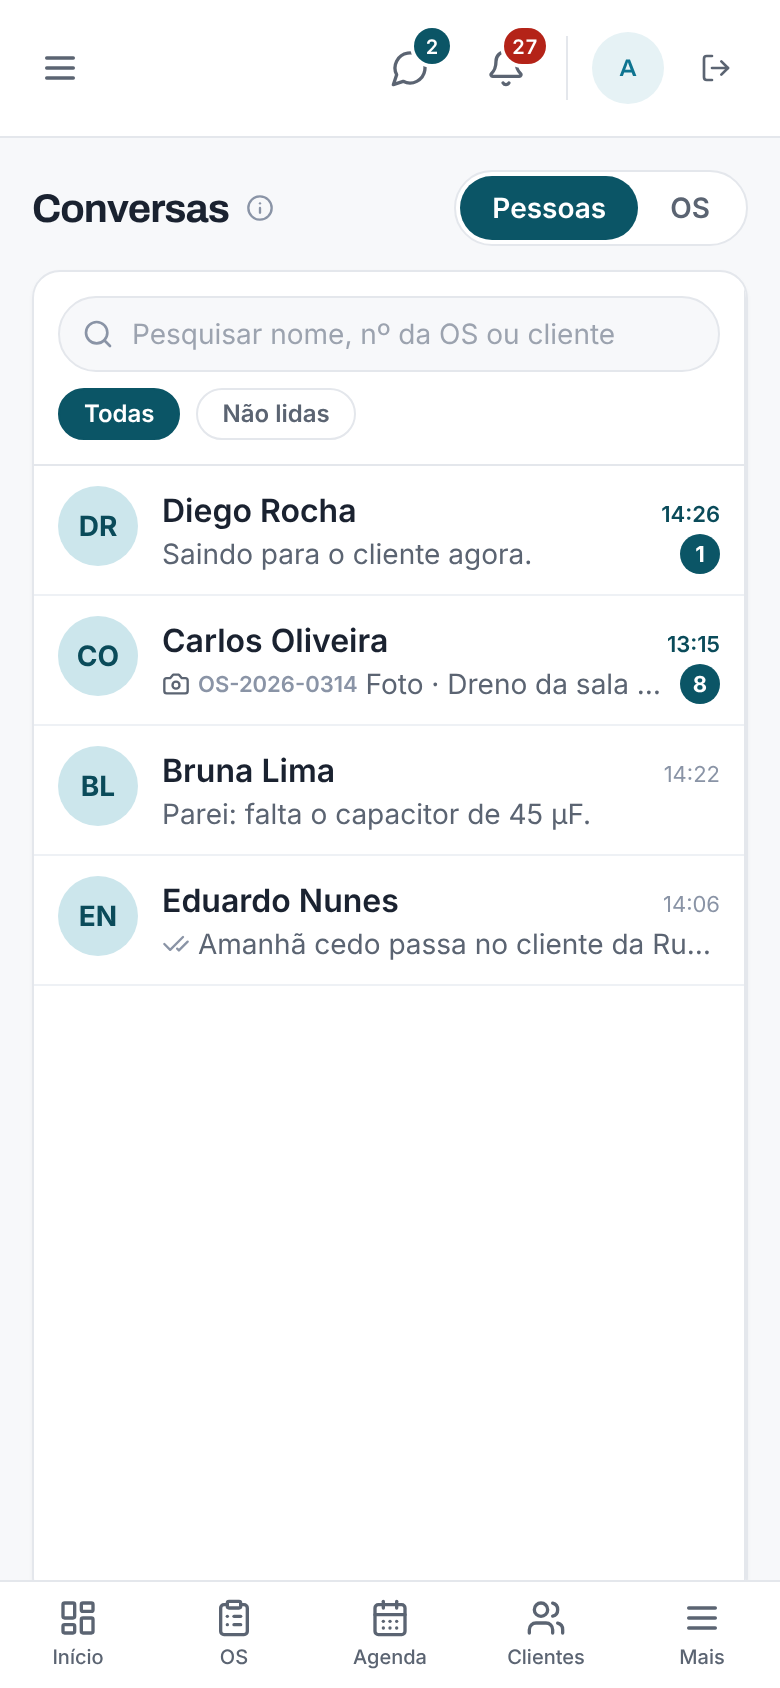 2
27
A
Conversas
Pessoas
OS
Pesquisar nome, nº da OS ou cliente
Todas
Não lidas
DR
Diego Rocha
14:26
Saindo para o cliente agora.
1
CO
Carlos Oliveira
13:15
OS-2026-0314 Foto · Dreno da sala ...
8
BL
Bruna Lima
14:22
Parei: falta o capacitor de 45 µF.
EN
Eduardo Nunes
14:06
Amanhã cedo passa no cliente da Ru...
Início
OS
Agenda
Clientes
Mais